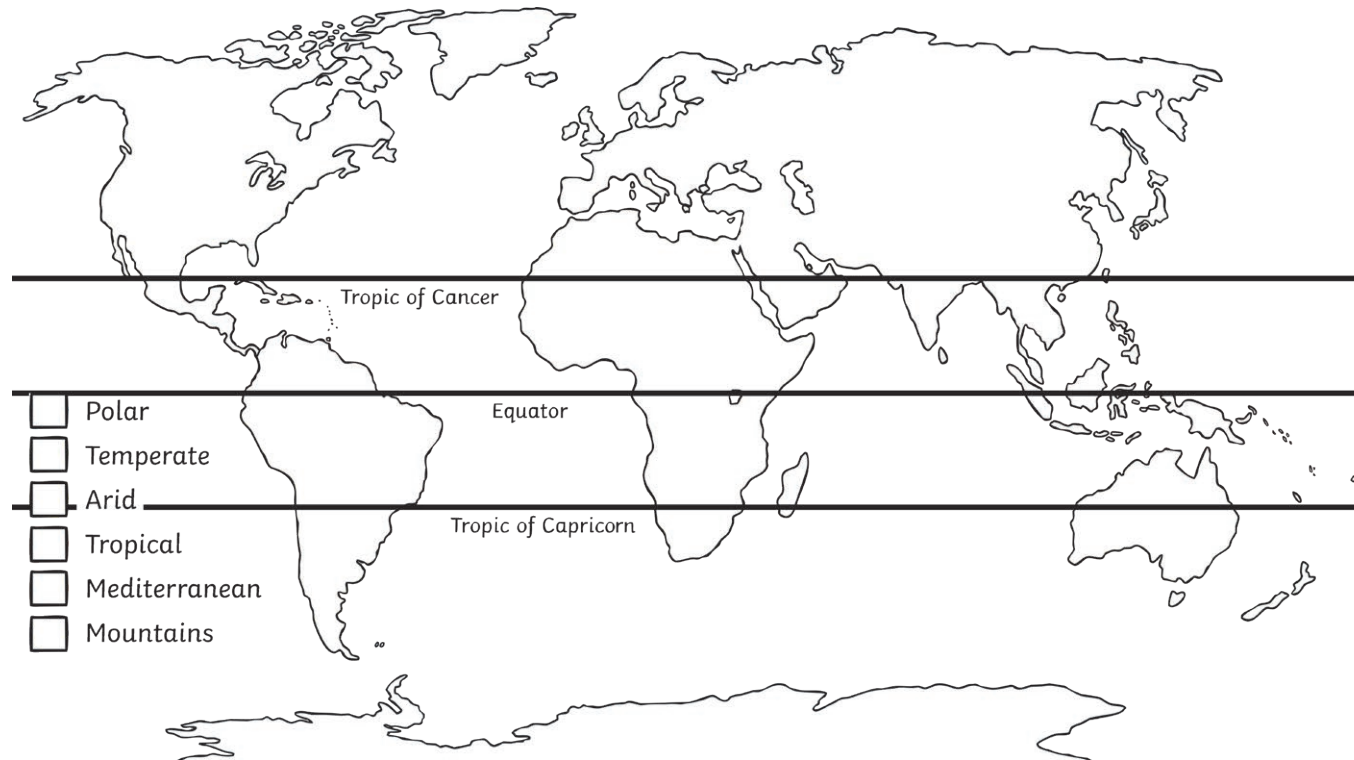 Tropic of Cancer
Equator
Polar
Temperate
Arid
Tropic of Capricorn
Tropical
Mediterranean
Mountains